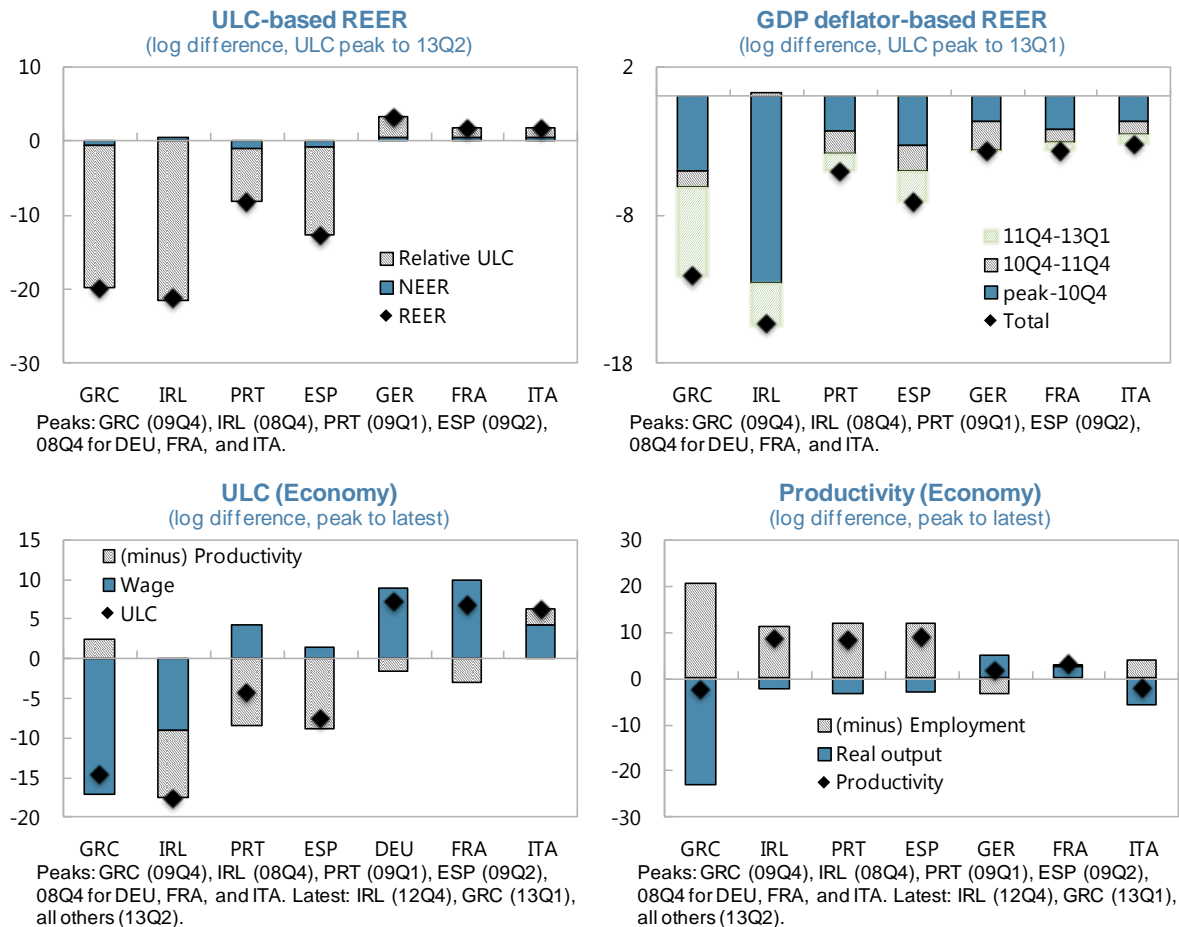 ULC-based REER
(log difference, ULC peak to 13Q2)
10
0
-10
-20
-30
Relative ULC
NEER
REER
GRC IRL PRT ESP GER FRA ITA
Peaks: GRC (09Q4), IRL (08Q4), PRT (09Q1), ESP (09Q2),
08Q4 for DEU, FRA, and ITA.
GDP deflator-based REER
(log difference, ULC peak to 13Q1)
2
-8
-18
11Q4-13Q1
10Q4-11Q4
peak-10Q4
Total
GRC IRL PRT ESP GER FRA ITA
Peaks: GRC (09Q4), IRL (08Q4), PRT (09Q1), ESP (09Q2),
08Q4 for DEU, FRA, and ITA.
ULC (Economy)
(log difference, peak to latest)
15
10
5
0
-5
-10
-15
-20
(minus) Productivity
Wage
ULC
GRC IRL PRT ESP DEU FRA ITA
Peaks: GRC (09Q4), IRL (08Q4), PRT (09Q1), ESP (09Q2),
08Q4 for DEU, FRA, and ITA. Latest: IRL (12Q4), GRC (13Q1),
all others (13Q2).
Productivity (Economy)
(log difference, peak to latest)
30
20
10
0
-10
-20
-30
(minus) Employment
Real output
Productivity
GRC IRL PRT ESP GER FRA ITA
Peaks: GRC (09Q4), IRL (08Q4), PRT (09Q1), ESP (09Q2),
08Q4 for DEU, FRA, and ITA. Latest: IRL (12Q4), GRC (13Q1),
all others (13Q2).